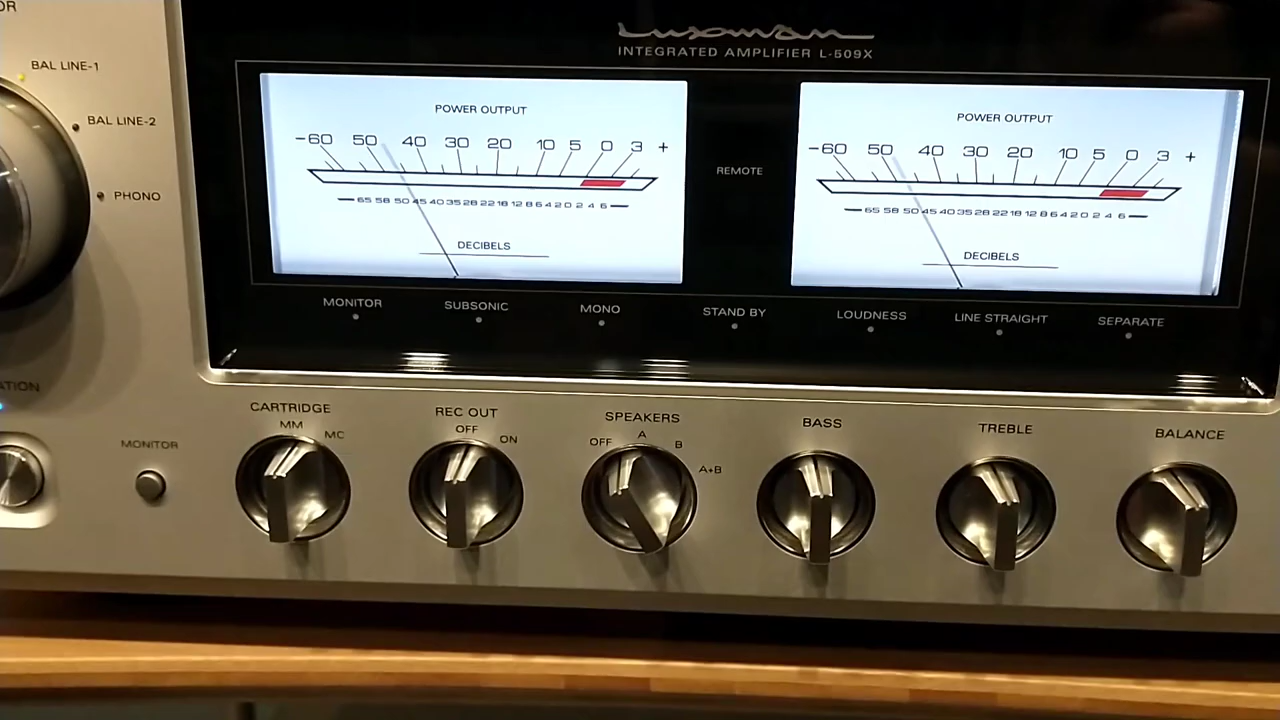 OR
Luxman
INTEGRATED AMPLIFIER L-509X
BAL LINE-1
BAL LINE-2
PHONO
POWER OUTPUT
-60 50 40 30 20 10 5 0 3 +
65 58 50 45 40 35 28 22 18 12 8 6 4 2 0 2 4 6
DECIBELS
REMOTE
POWER OUTPUT
-60 50 40 30 20 10 5 0 3 +
65 58 50 45 40 35 28 22 18 12 8 6 4 2 0 2 4 6
DECIBELS
MONITOR SUBSONIC MONO STAND BY LOUDNESS LINE STRAIGHT SEPARATE
ATION
MONITOR
CARTRIDGE
MM MC
REC OUT
OFF ON
SPEAKERS
OFF A B A+B
BASS
TREBLE
BALANCE